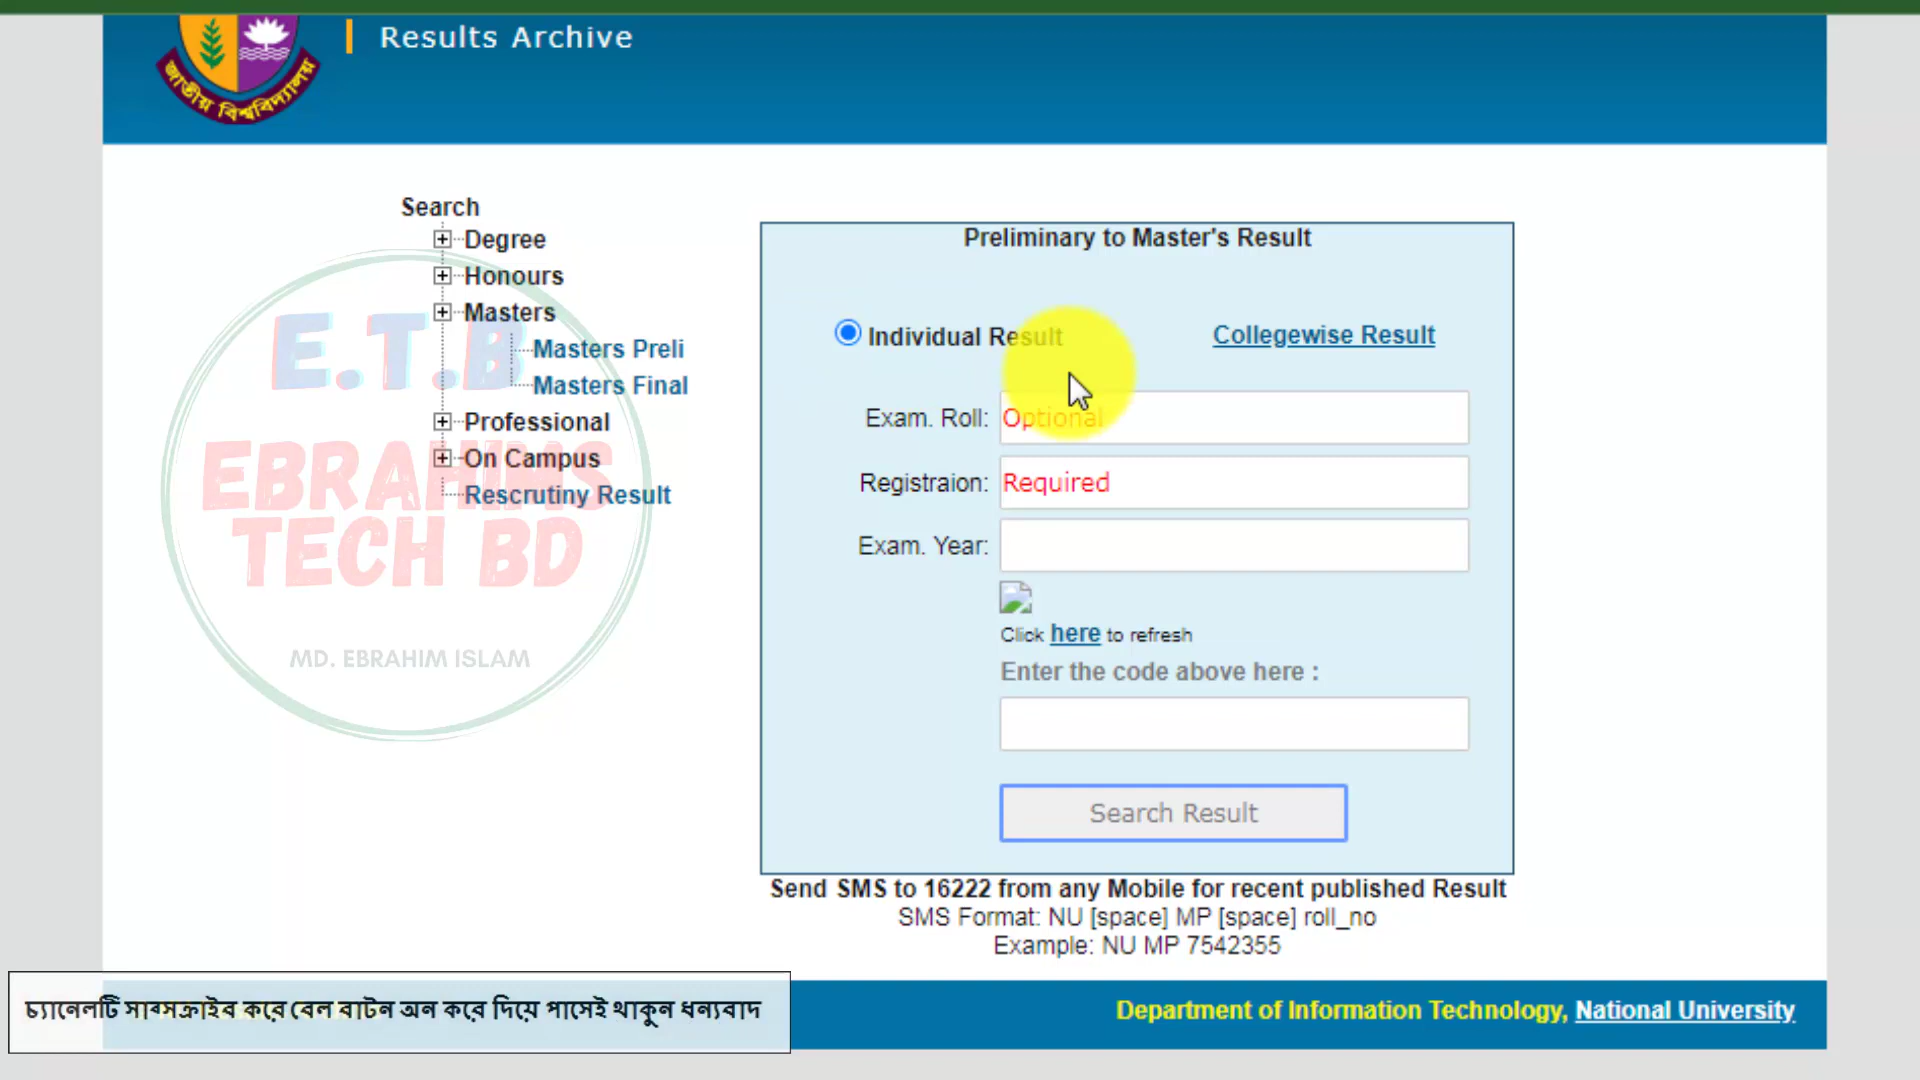 Results Archive
জাতীয় বিশ্ববিদ্যালয়
Search
Degree
Honours
Masters
Masters Preli
Masters Final
Professional
On Campus
Rescrutiny Result
E.T.B
EBRAHIMS
TECH BD
MD. EBRAHIM ISLAM
Preliminary to Master's Result
Individual Result
Collegewise Result
Exam. Roll: Optional
Registraion: Required
Exam. Year:
Click here to refresh
Enter the code above here :
Search Result
Send SMS to 16222 from any Mobile for recent published Result
SMS Format: NU [space] MP [space] roll_no
Example: NU MP 7542355
চ্যানেলটি সাবসক্রাইব করে বেল বাটন অন করে দিয়ে পাসেই থাকুন ধন্যবাদ
Department of Information Technology, National University